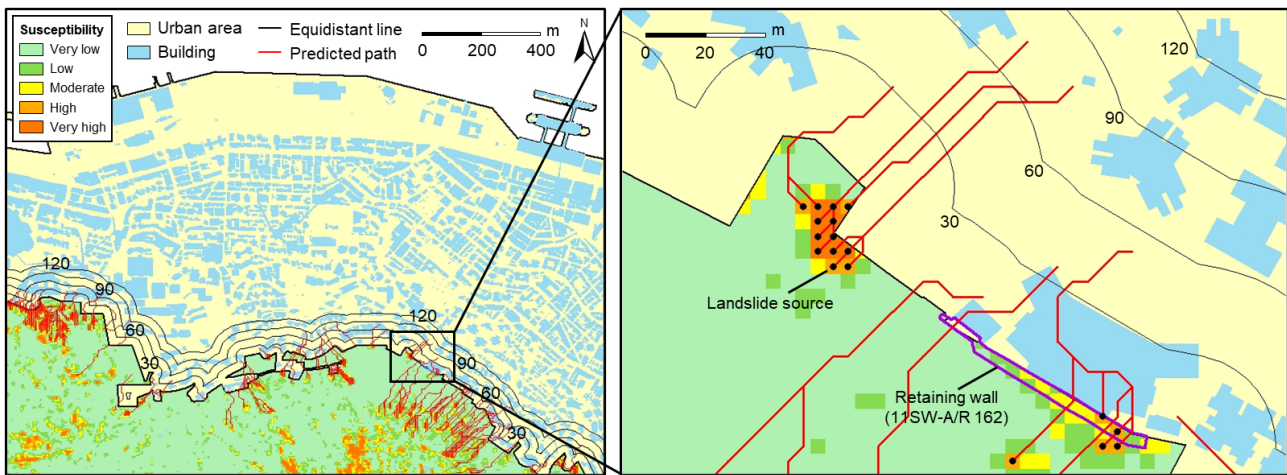 Susceptibility
Very low
Low
Moderate
High
Very high
Urban area
Building
Equidistant line
Predicted path
0 200 400 m
N
120
90
60
30
120
90
60
30
0 20 40 m
120
90
60
30
Landslide source
Retaining wall
(11SW-A/R 162)